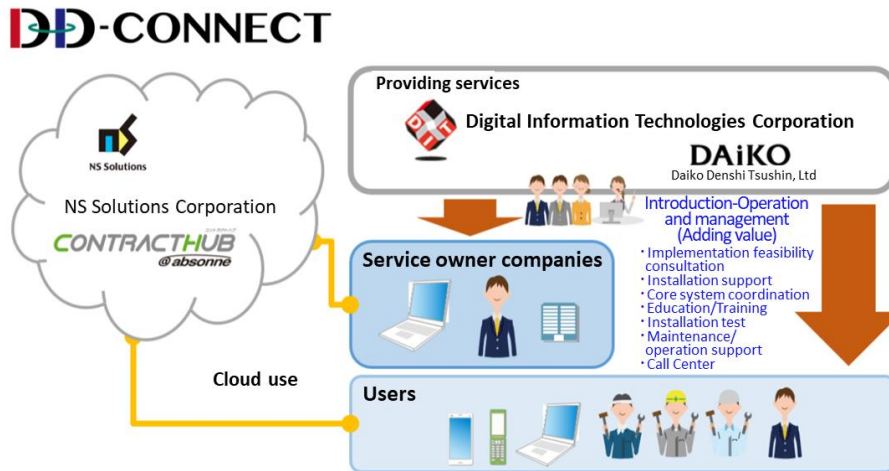 DD-CONNECT
Providing services
DIT
Digital Information Technologies Corporation
DAiKO
Daiko Denshi Tsushin, Ltd
nS
NS Solutions
NS Solutions Corporation
CONTRACTHUB
@absonne
Introduction-Operation
and management
(Adding value)
・Implementation feasibility
consultation
・Installation support
・Core system coordination
・Education/Training
・Installation test
・Maintenance/
operation support
・Call Center
Service owner companies
Cloud use
Users